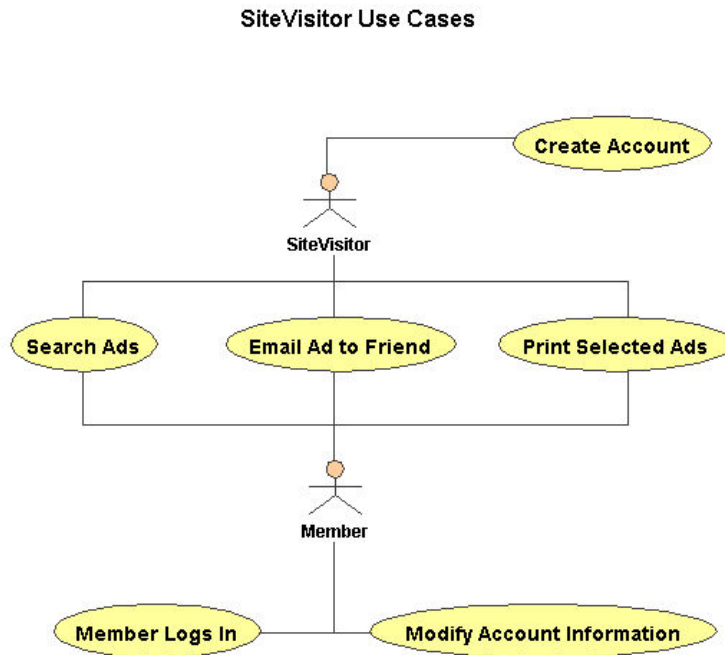 SiteVisitor Use Cases
Create Account
SiteVisitor
Search Ads
Email Ad to Friend
Print Selected Ads
Member
Member Logs In
Modify Account Information